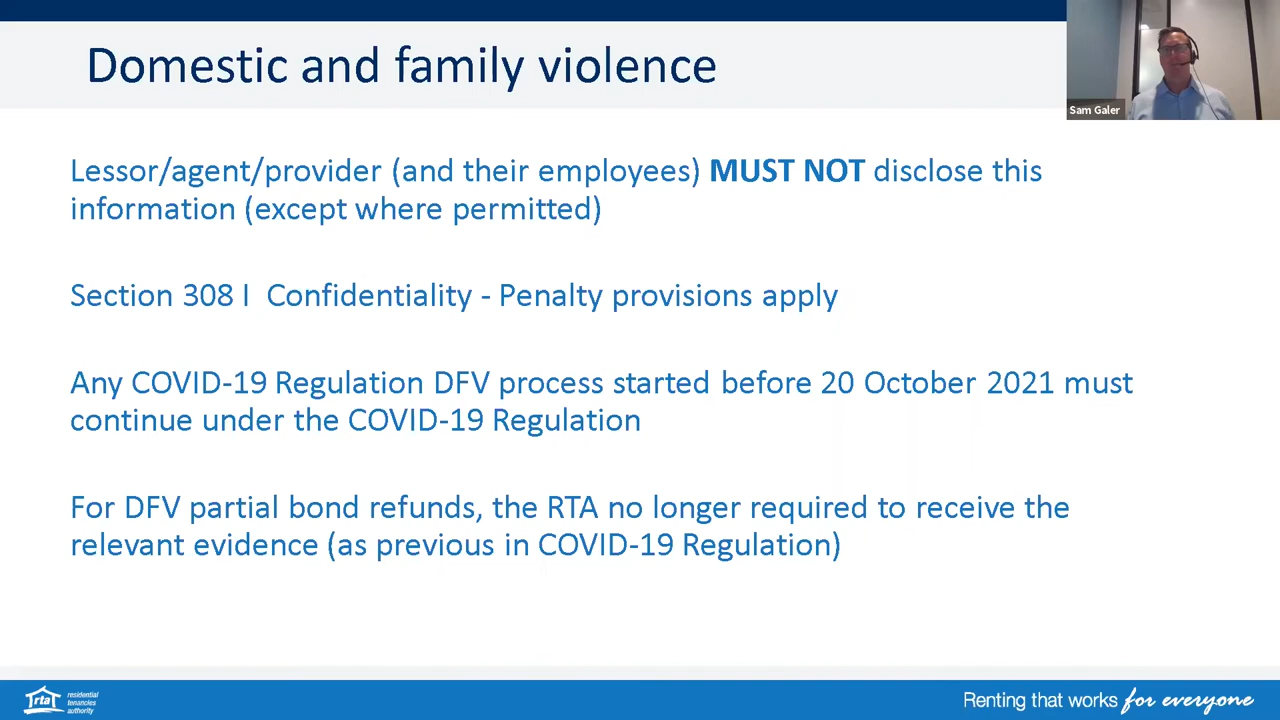 Domestic and family violence
Sam Galer
Lessor/agent/provider (and their employees) MUST NOT disclose this
information (except where permitted)
Section 308 I  Confidentiality - Penalty provisions apply
Any COVID-19 Regulation DFV process started before 20 October 2021 must
continue under the COVID-19 Regulation
For DFV partial bond refunds, the RTA no longer required to receive the
relevant evidence (as previous in COVID-19 Regulation)
rta
residential
tenancies
authority
Renting that works for everyone